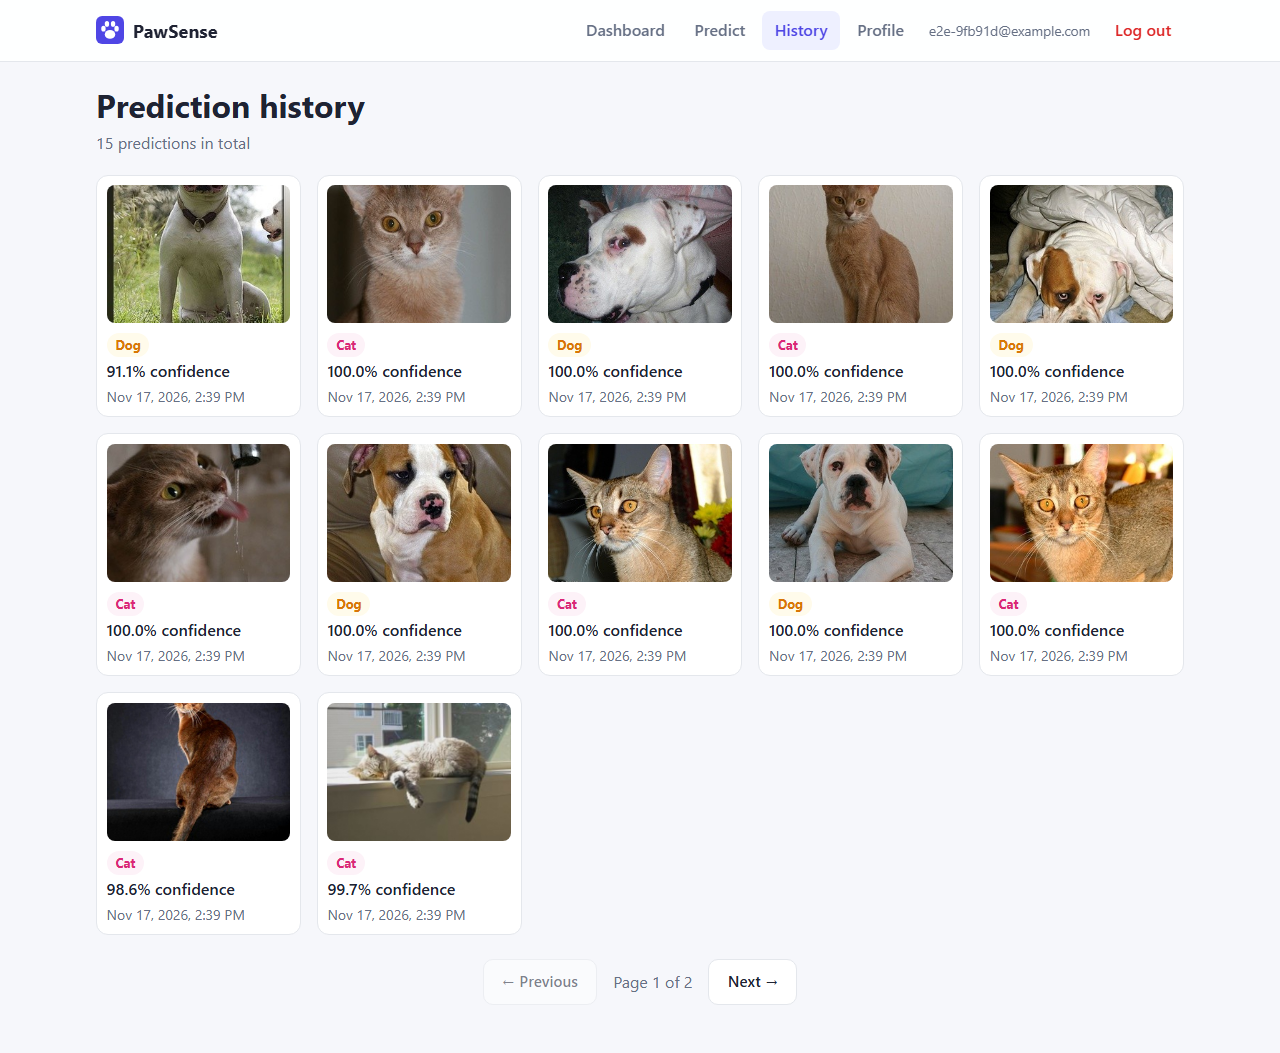 PawSense
Dashboard Predict History Profile e2e-9fb91d@example.com Log out
Prediction history
15 predictions in total
Dog
91.1% confidence
Nov 17, 2026, 2:39 PM
Cat
100.0% confidence
Nov 17, 2026, 2:39 PM
Dog
100.0% confidence
Nov 17, 2026, 2:39 PM
Cat
100.0% confidence
Nov 17, 2026, 2:39 PM
Dog
100.0% confidence
Nov 17, 2026, 2:39 PM
Cat
100.0% confidence
Nov 17, 2026, 2:39 PM
Dog
100.0% confidence
Nov 17, 2026, 2:39 PM
Cat
100.0% confidence
Nov 17, 2026, 2:39 PM
Dog
100.0% confidence
Nov 17, 2026, 2:39 PM
Cat
100.0% confidence
Nov 17, 2026, 2:39 PM
Cat
98.6% confidence
Nov 17, 2026, 2:39 PM
Cat
99.7% confidence
Nov 17, 2026, 2:39 PM
← Previous Page 1 of 2 Next →